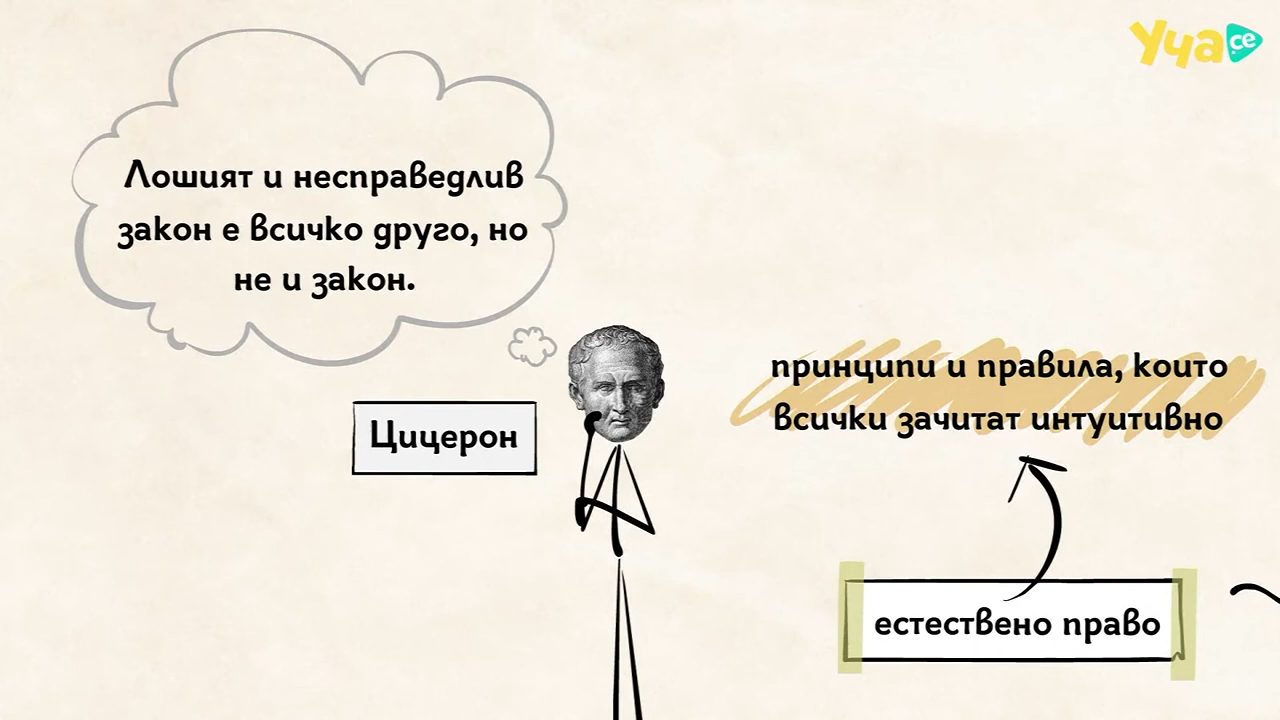 Уча се
Лошият и несправедлив
закон е всичко друго, но
не и закон.
Цицерон
принципи и правила, които
всички зачитат интуитивно
естествено право